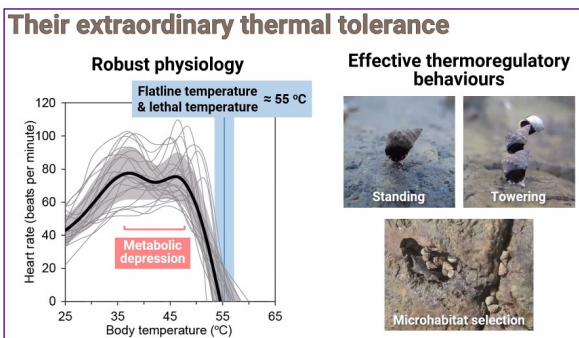 Their extraordinary thermal tolerance
Robust physiology
Flatline temperature
& lethal temperature ≈ 55 ºC
Heart rate (beats per minute)
120
100
80
60
40
20
0
Metabolic
depression
25 35 45 55 65
Body temperature (ºC)
Effective thermoregulatory
behaviours
Standing
Towering
Microhabitat selection